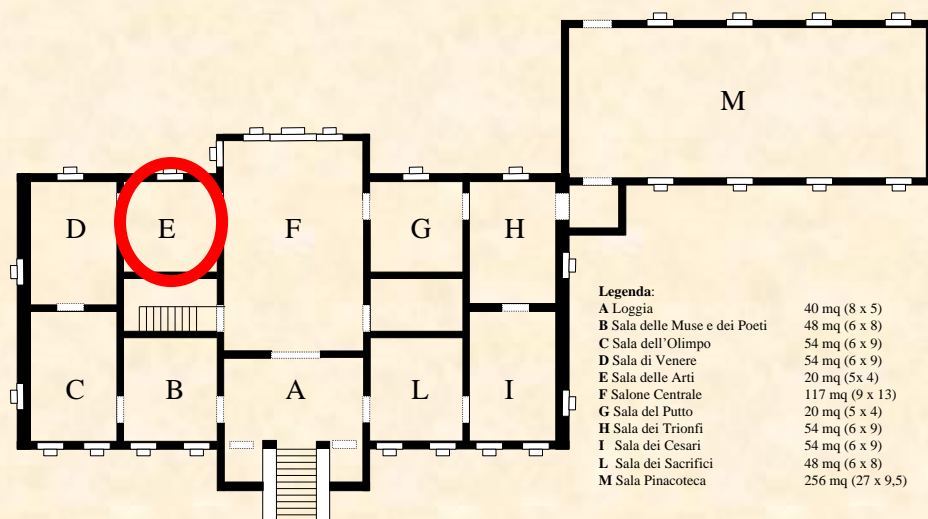 M
D
E
F
G
H
C
B
A
L
I
Legenda:
A Loggia 40 mq (8 x 5)
B Sala delle Muse e dei Poeti 48 mq (6 x 8)
C Sala dell'Olimpo 54 mq (6 x 9)
D Sala di Venere 54 mq (6 x 9)
E Sala delle Arti 20 mq (5x 4)
F Salone Centrale 117 mq (9 x 13)
G Sala del Putto 20 mq (5 x 4)
H Sala dei Trionfi 54 mq (6 x 9)
I Sala dei Cesari 54 mq (6 x 9)
L Sala dei Sacrifici 48 mq (6 x 8)
M Sala Pinacoteca 256 mq (27 x 9,5)